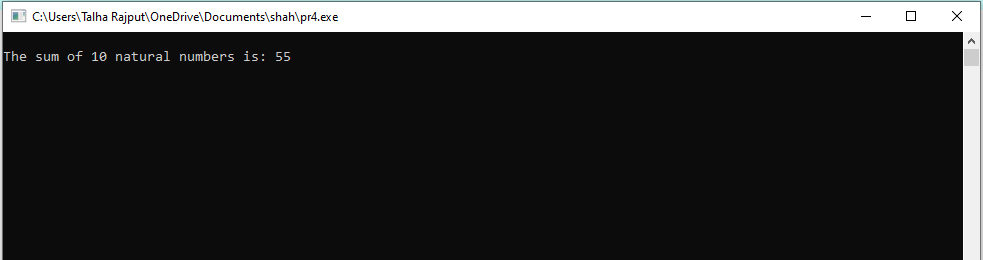 C:\Users\Talha Rajput\OneDrive\Documents\shah\pr4.exe
The sum of 10 natural numbers is: 55